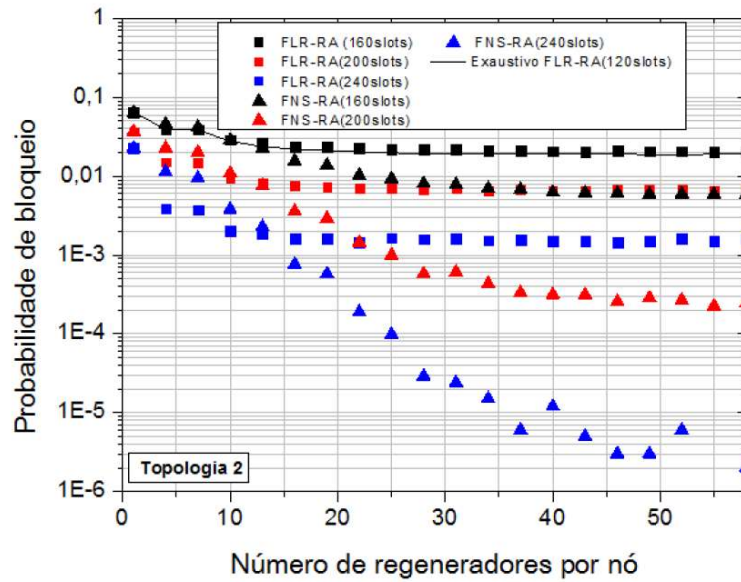 1
0,1
0,01
1E-3
1E-4
1E-5
1E-6
Probabilidade de bloqueio
FLR-RA (160slots)
FLR-RA(200slots)
FLR-RA(240slots)
FNS-RA(160slots)
FNS-RA(200slots)
FNS-RA(240slots)
Exaustivo FLR-RA(120slots)
Topologia 2
0 10 20 30 40 50
Número de regeneradores por nó